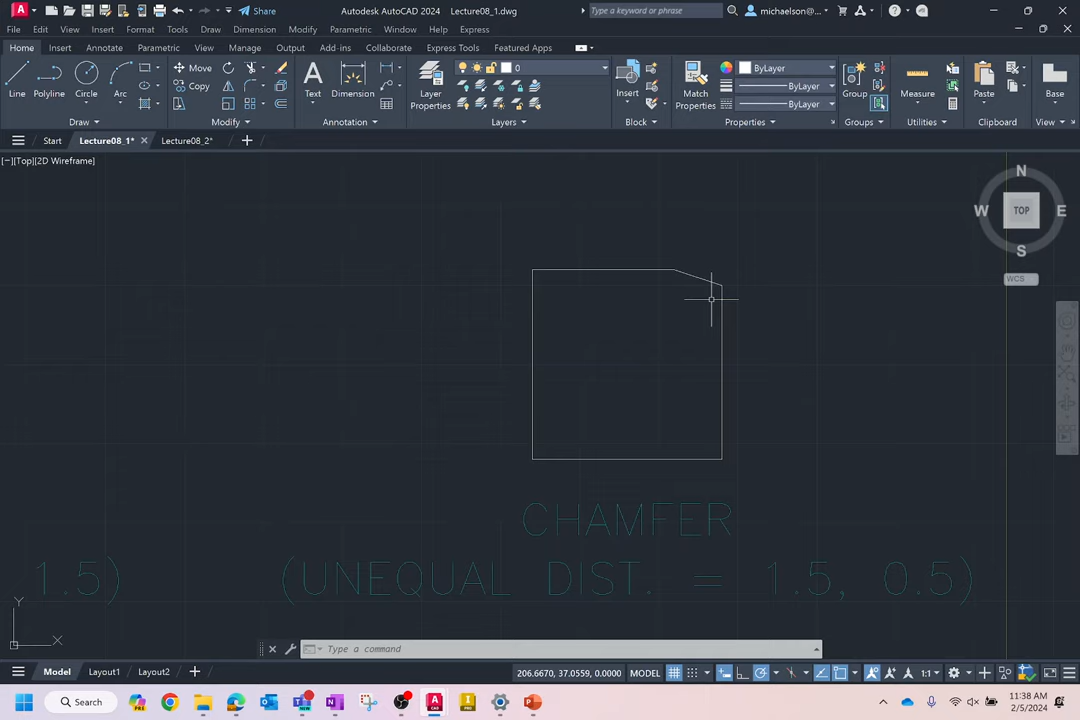 Share
Autodesk AutoCAD 2024 Lecture08_1.dwg
Type a keyword or phrase
michaelson@...
File Edit View Insert Format Tools Draw Dimension Modify Parametric Window Help Express
Home Insert Annotate Parametric View Manage Output Add-ins Collaborate Express Tools Featured Apps
Line Polyline Circle Arc
Move
Copy
Text Dimension
Layer Properties
0
Insert
Match Properties
ByLayer
ByLayer
ByLayer
Group
Measure
Paste
Base
Draw Modify Annotation Layers Block Properties Groups Utilities Clipboard View
Start Lecture08_1* Lecture08_2*
[−][Top][2D Wireframe]
N
W TOP E
S
WCS
CHAMFER
1.5) (UNEQUAL DIST. = 1.5, 0.5)
Y
X
Type a command
Model Layout1 Layout2
206.6670, 37.0559, 0.0000 MODEL 1:1
Search
11:38 AM
2/5/2024